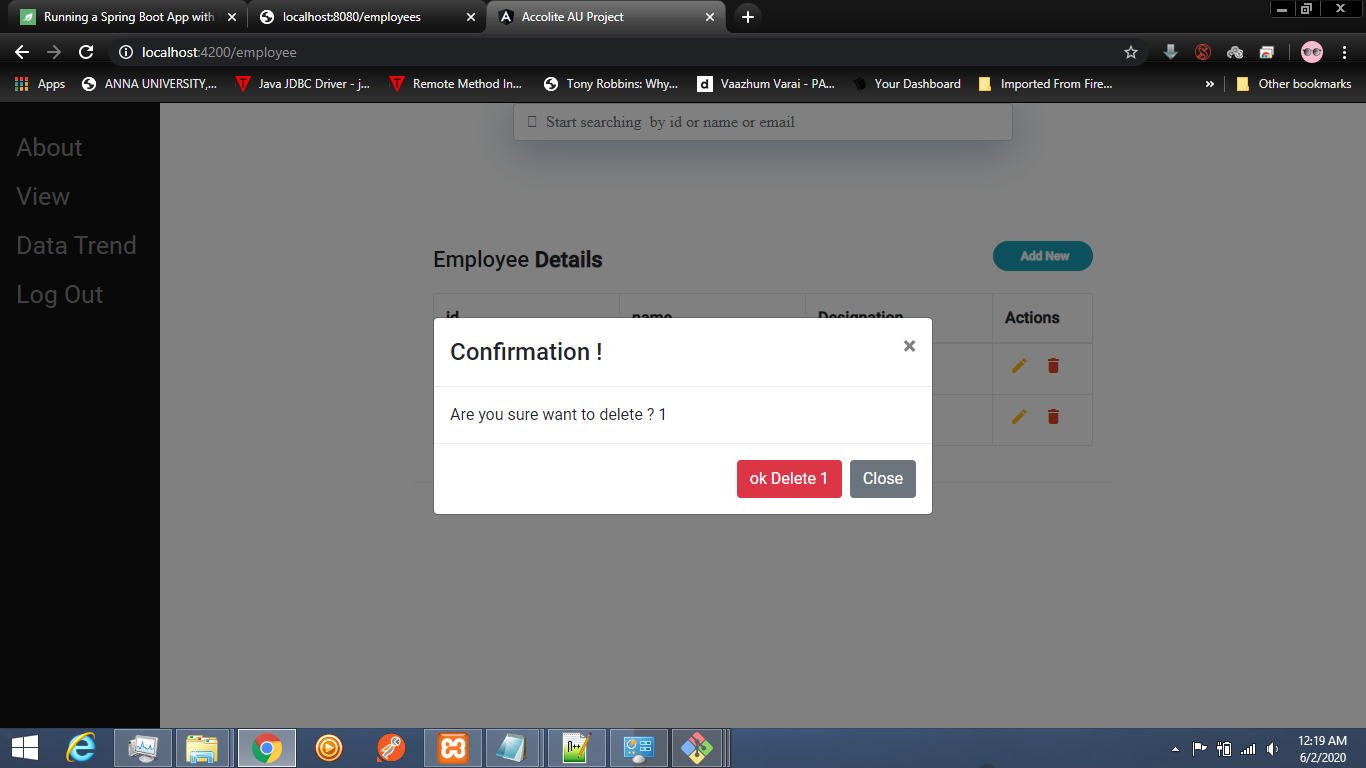 Running a Spring Boot App with
localhost:8080/employees
Accolite AU Project
localhost:4200/employee
Apps
ANNA UNIVERSITY,...
Java JDBC Driver - j...
Remote Method In...
Tony Robbins: Why...
Vaazhum Varai - PA...
Your Dashboard
Imported From Fire...
»
Other bookmarks
Start searching by id or name or email
About
View
Data Trend
Log Out
Employee Details
Add New
id name Designation Actions
Confirmation !
×
Are you sure want to delete ? 1
ok Delete 1
Close
12:19 AM
6/2/2020